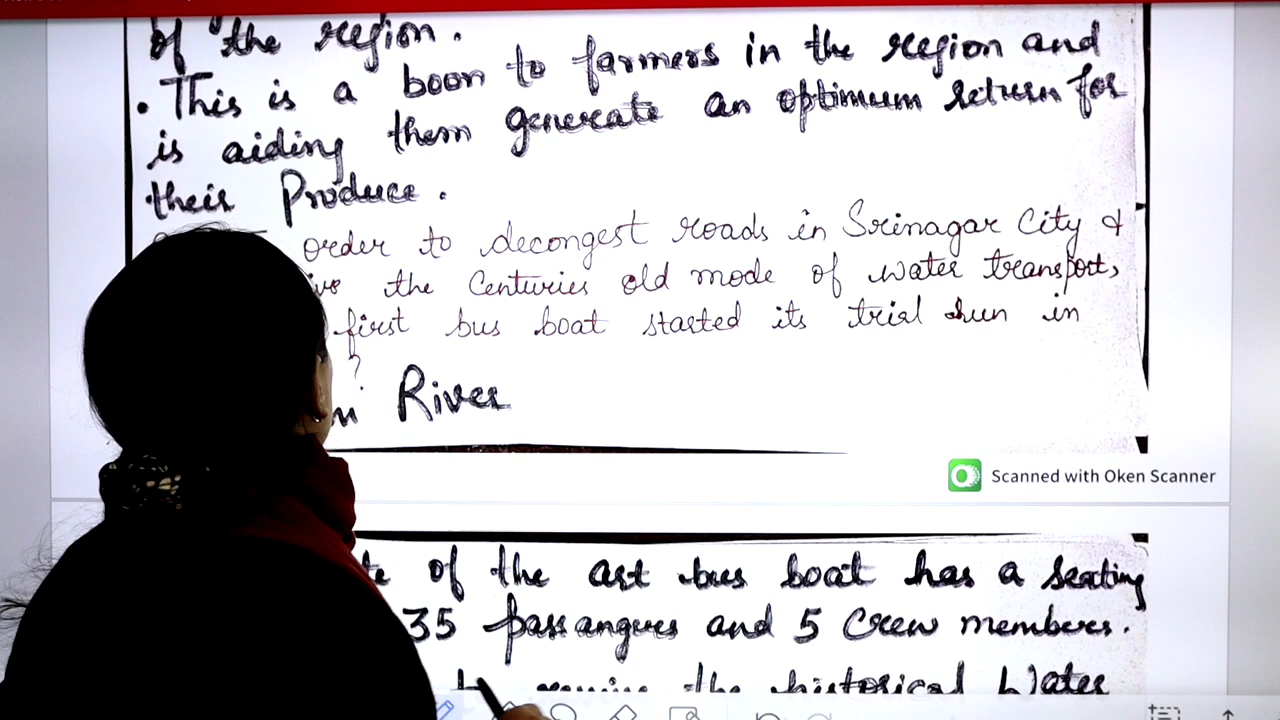 of the region.
• This is a boon to farmers in the region and
is aiding them generate an optimum return for
their Produce.
order to decongest roads in Srinagar City &
the Centuries old mode of water transport,
first bus boat started its trial run in
?
River
Scanned with Oken Scanner
of the art bus boat has a seating
35 passangers and 5 Crew members.
the historical Water